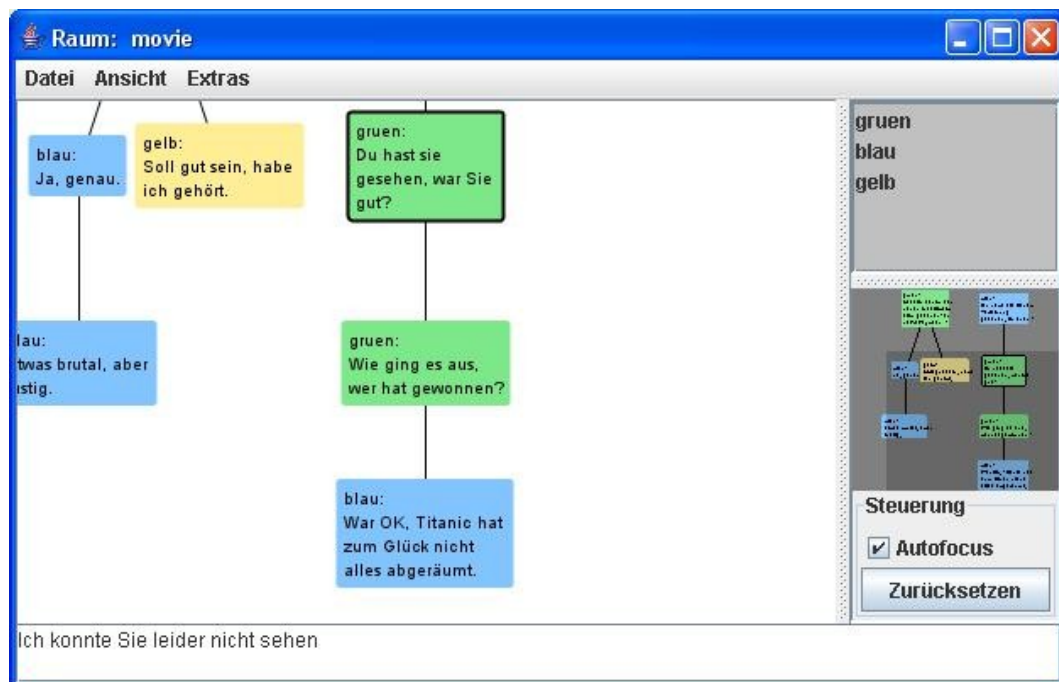 Raum: movie
Datei Ansicht Extras
blau:
Ja, genau.
gelb:
Soll gut sein, habe
ich gehört.
gruen:
Du hast sie
gesehen, war Sie
gut?
lau:
twas brutal, aber
stig.
gruen:
Wie ging es aus,
wer hat gewonnen?
blau:
War OK, Titanic hat
zum Glück nicht
alles abgeräumt.
gruen
blau
gelb
Steuerung
Autofocus
Zurücksetzen
Ich konnte Sie leider nicht sehen